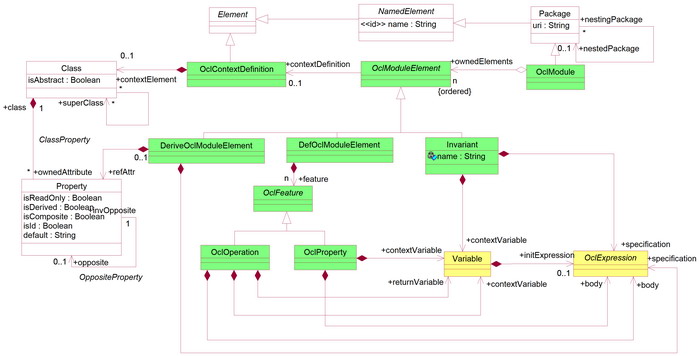 Element
NamedElement
<<id>> name : String
Package
uri : String
+nestingPackage
*
0..1
+nestedPackage
Class
isAbstract : Boolean
0..1
+contextElement
*
+superClass
*
OclContextDefinition
+contextDefinition
0..1
OclModuleElement
+ownedElements
n
{ordered}
OclModule
+class
1
ClassProperty
DeriveOclModuleElement
0..1
+refAttr
DefOclModuleElement
n
+feature
Invariant
name : String
*
+ownedAttribute
Property
isReadOnly : Boolean
isDerived : Boolean
isComposite : Boolean
isId : Boolean
default : String
+invOpposite
1
0..1
+opposite
OppositeProperty
OclFeature
OclOperation
OclProperty
+contextVariable
+contextVariable
Variable
+initExpression
0..1
OclExpression
+specification
+specification
+returnVariable
+contextVariable
+body
+body